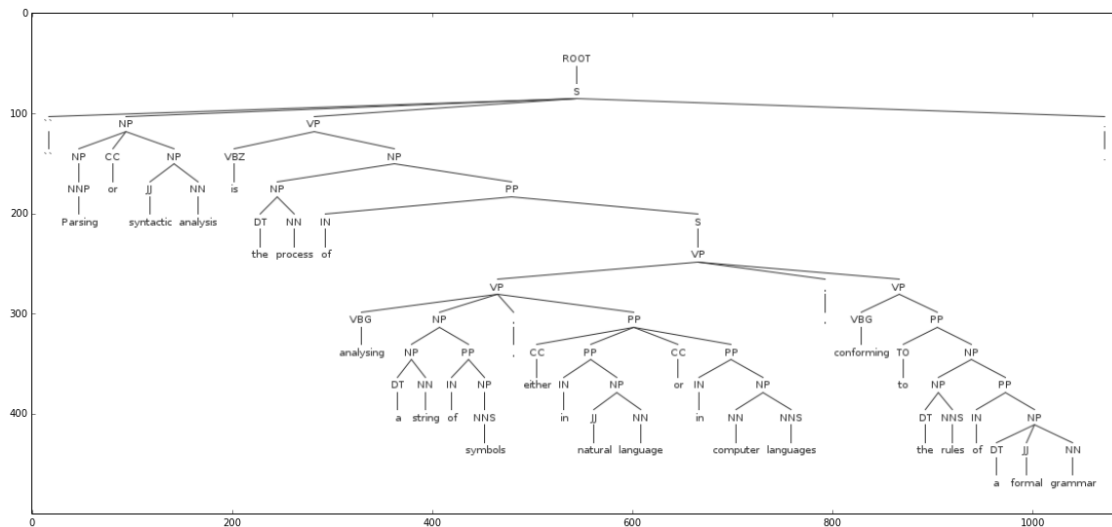 0
ROOT
S
100
`` NP VP .
`` NP CC NP VBZ NP .
NNP or JJ NN is NP PP
Parsing syntactic analysis
200
DT NN IN S
the process of
VP
VP , VP
300
VBG NP , PP , VBG PP
analysing NP PP , CC PP CC PP conforming TO NP
either or to
400
DT NN IN NP IN NP IN NP NP PP
a string of NNS in JJ NN in NN NNS DT NNS IN NP
symbols natural language computer languages the rules of DT JJ NN
a formal grammar
0 200 400 600 800 1000